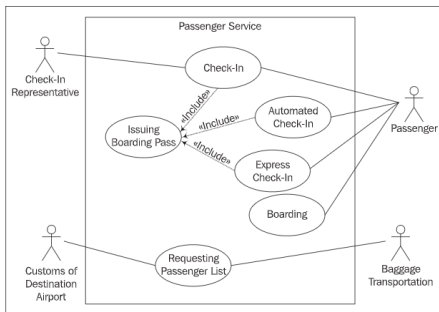 Passenger Service
Check-In
Representative
Check-In
«Include»
Issuing
Boarding Pass
«Include»
Automated
Check-In
Passenger
«Include»
Express
Check-In
Boarding
Customs of
Destination
Airport
Requesting
Passenger List
Baggage
Transportation